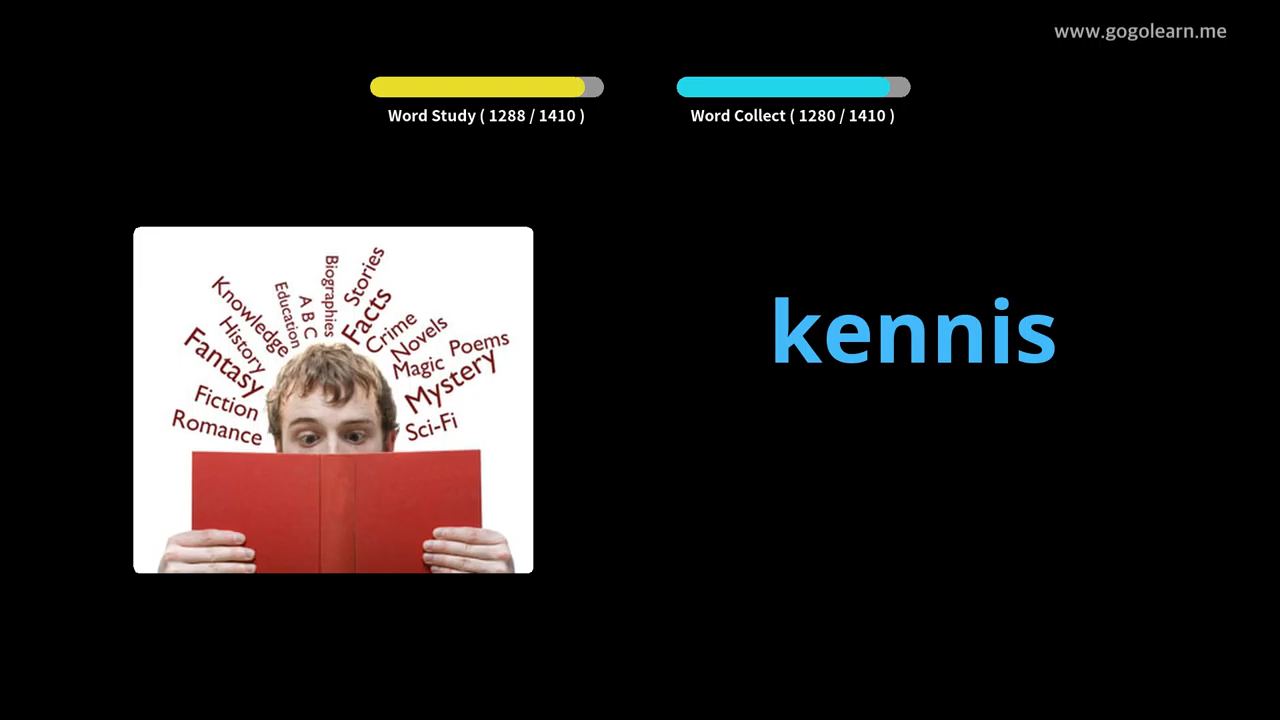 www.gogolearn.me
Word Study ( 1288 / 1410 )
Word Collect ( 1280 / 1410 )
Biographies
Stories
Education
A B C
Facts
Knowledge
History
Crime
Novels
Fantasy
Magic
Poems
Mystery
Fiction
Romance
Sci-Fi
kennis